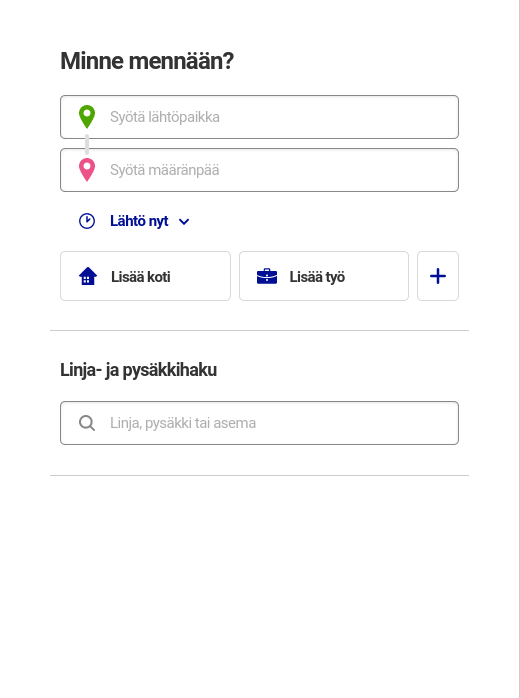 Minne mennään?
Syötä lähtöpaikka
Syötä määränpää
Lähtö nyt
Lisää koti
Lisää työ
Linja- ja pysäkkihaku
Linja, pysäkki tai asema